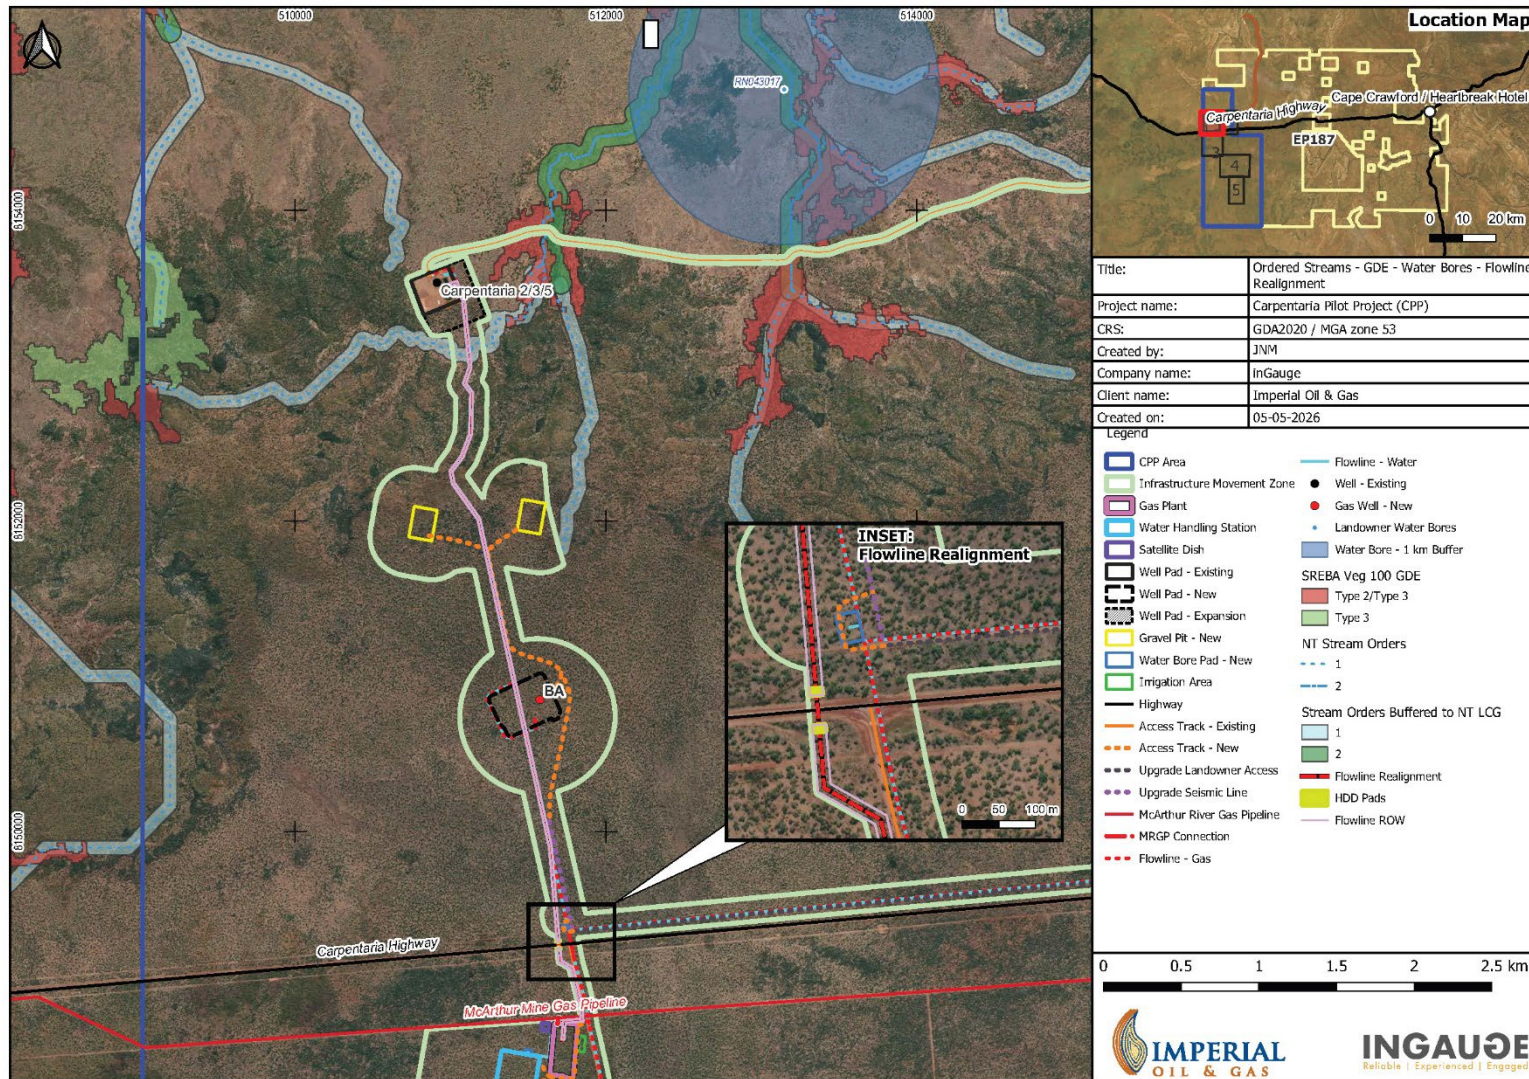 510000
512000
514000
8154000
8152000
8150000
RN043017
Carpentaria 2/3/5
BA
INSET:
Flowline Realignment
0 50 100 m
Carpentaria Highway
McArthur Mine Gas Pipeline
Location Map
Cape Crawford / Heartbreak Hotel
Carpentaria Highway
EP187
3
4
5
0 10 20 km
Title: Ordered Streams - GDE - Water Bores - Flowline
Realignment
Project name: Carpentaria Pilot Project (CPP)
CRS: GDA2020 / MGA zone 53
Created by: JNM
Company name: inGauge
Client name: Imperial Oil & Gas
Created on: 05-05-2026
Legend
CPP Area
Infrastructure Movement Zone
Gas Plant
Water Handling Station
Satellite Dish
Well Pad - Existing
Well Pad - New
Well Pad - Expansion
Gravel Pit - New
Water Bore Pad - New
Irrigation Area
Highway
Access Track - Existing
Access Track - New
Upgrade Landowner Access
Upgrade Seismic Line
McArthur River Gas Pipeline
MRGP Connection
Flowline - Gas
Flowline - Water
Well - Existing
Gas Well - New
Landowner Water Bores
Water Bore - 1 km Buffer
SREBA Veg 100 GDE
Type 2/Type 3
Type 3
NT Stream Orders
1
2
Stream Orders Buffered to NT LCG
1
2
Flowline Realignment
HDD Pads
Flowline ROW
0 0.5 1 1.5 2 2.5 km
IMPERIAL
OIL & GAS
INGAUGE
Reliable | Experienced | Engaged